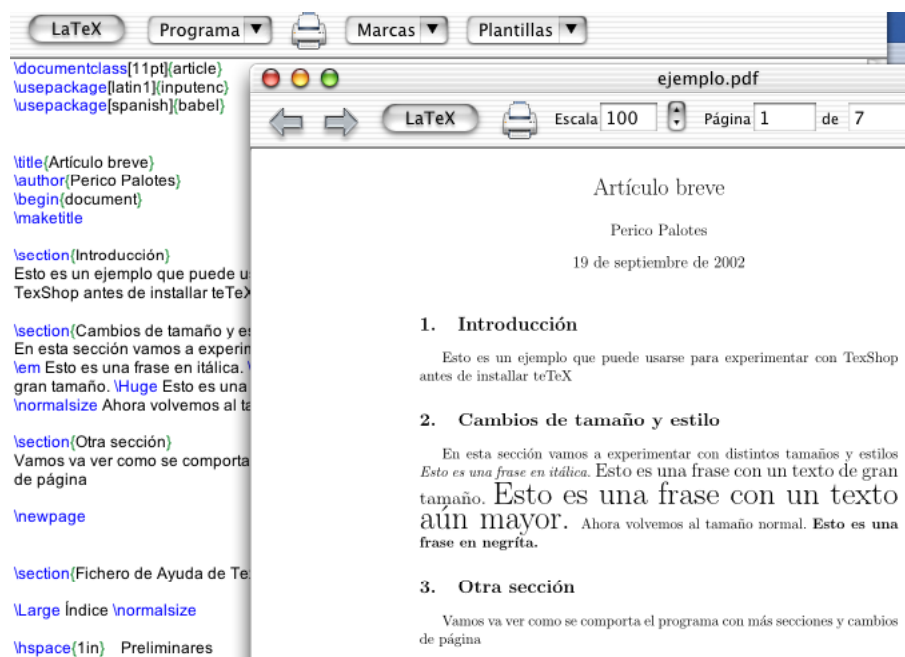 LaTeX Programa Marcas Plantillas
\documentclass[11pt]{article}
\usepackage[latin1]{inputenc}
\usepackage[spanish]{babel}
\title{Artículo breve}
\author{Perico Palotes}
\begin{document}
\maketitle
\section{Introducción}
Esto es un ejemplo que puede u
TexShop antes de installar teTeX
\section{Cambios de tamaño y es
En esta sección vamos a experim
\em Esto es una frase en itálica. \
gran tamaño. \Huge Esto es una
\normalsize Ahora volvemos al ta
\section{Otra sección}
Vamos va ver como se comporta
de página
\newpage
\section{Fichero de Ayuda de Te
\Large Índice \normalsize
\hspace{1in} Preliminares
ejemplo.pdf
LaTeX Escala 100 Página 1 de 7
Artículo breve
Perico Palotes
19 de septiembre de 2002
1. Introducción
Esto es un ejemplo que puede usarse para experimentar con TexShop
antes de installar teTeX
2. Cambios de tamaño y estilo
En esta sección vamos a experimentar con distintos tamaños y estilos
Esto es una frase en itálica. Esto es una frase con un texto de gran
tamaño. Esto es una frase con un texto
aún mayor. Ahora volvemos al tamaño normal. Esto es una
frase en negríta.
3. Otra sección
Vamos va ver como se comporta el programa con más secciones y cambios
de página